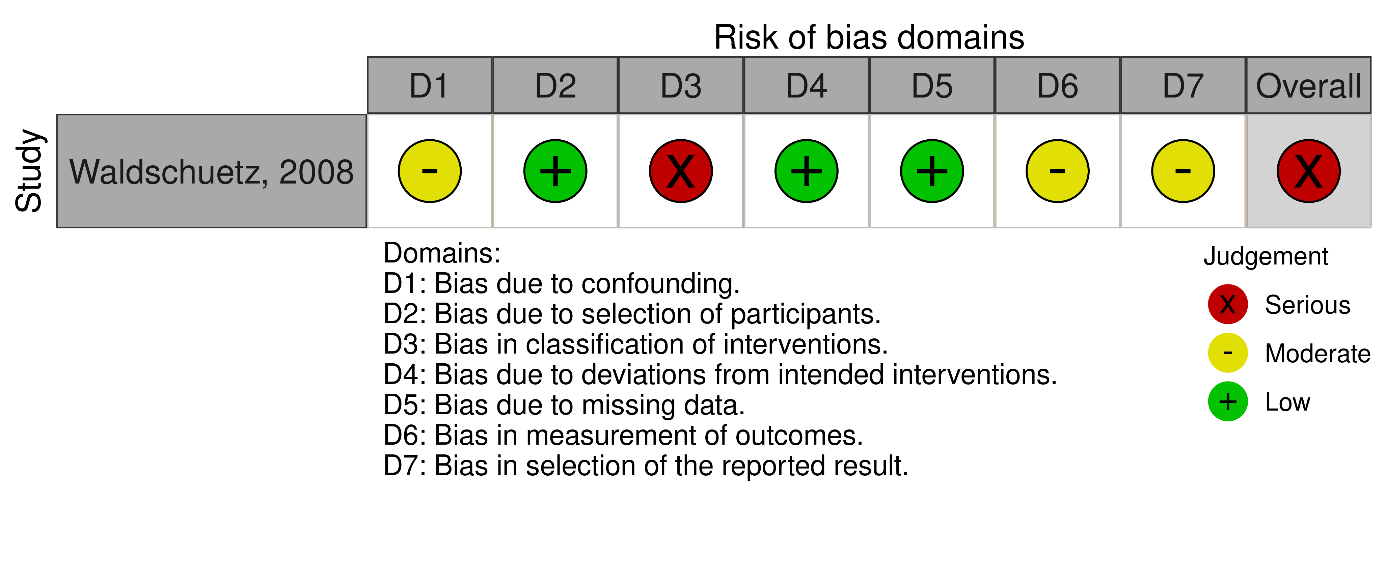 Risk of bias domains
D1 D2 D3 D4 D5 D6 D7 Overall
Study
Waldschuetz, 2008 - + X + + - - X
Domains:
D1: Bias due to confounding.
D2: Bias due to selection of participants.
D3: Bias in classification of interventions.
D4: Bias due to deviations from intended interventions.
D5: Bias due to missing data.
D6: Bias in measurement of outcomes.
D7: Bias in selection of the reported result.
Judgement
X Serious
- Moderate
+ Low